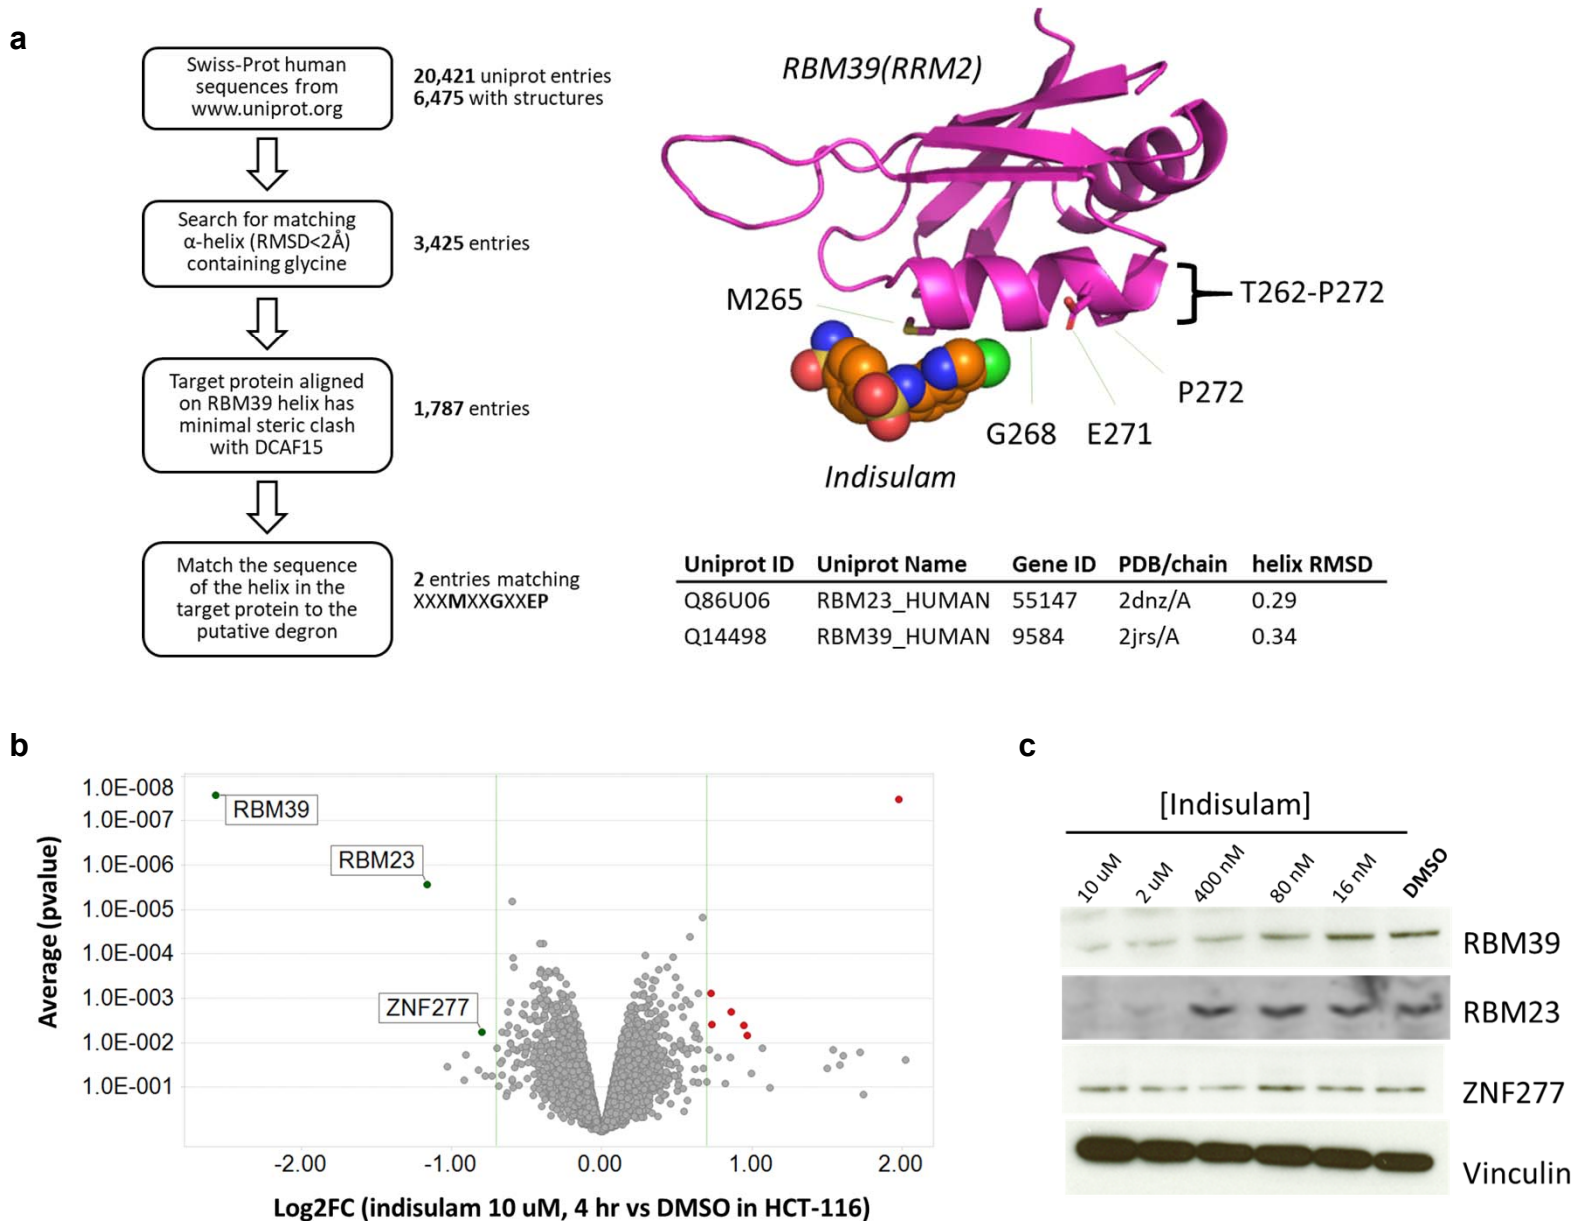 a
Swiss-Prot human
sequences from
www.uniprot.org
20,421 uniprot entries
6,475 with structures
Search for matching
α-helix (RMSD<2Å)
containing glycine
3,425 entries
Target protein aligned
on RBM39 helix has
minimal steric clash
with DCAF15
1,787 entries
Match the sequence
of the helix in the
target protein to the
putative degron
2 entries matching
XXXMXXGXXEP
RBM39(RRM2)
M265
T262-P272
P272
G268 E271
Indisulam
Uniprot ID Uniprot Name Gene ID PDB/chain helix RMSD
Q86U06 RBM23_HUMAN 55147 2dnz/A 0.29
Q14498 RBM39_HUMAN 9584 2jrs/A 0.34
b
Average (pvalue)
1.0E-008
1.0E-007
1.0E-006
1.0E-005
1.0E-004
1.0E-003
1.0E-002
1.0E-001
RBM39
RBM23
ZNF277
-2.00 -1.00 0.00 1.00 2.00
Log2FC (indisulam 10 uM, 4 hr vs DMSO in HCT-116)
c
[Indisulam]
10 uM 2 uM 400 nM 80 nM 16 nM DMSO
RBM39
RBM23
ZNF277
Vinculin